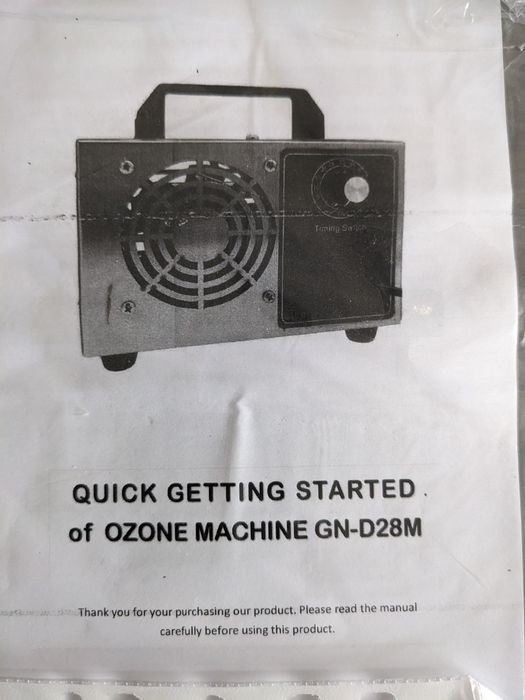 Timing Switch
QUICK GETTING STARTED.
of OZONE MACHINE GN-D28M
Thank you for your purchasing our product. Please read the manual
carefully before using this product.